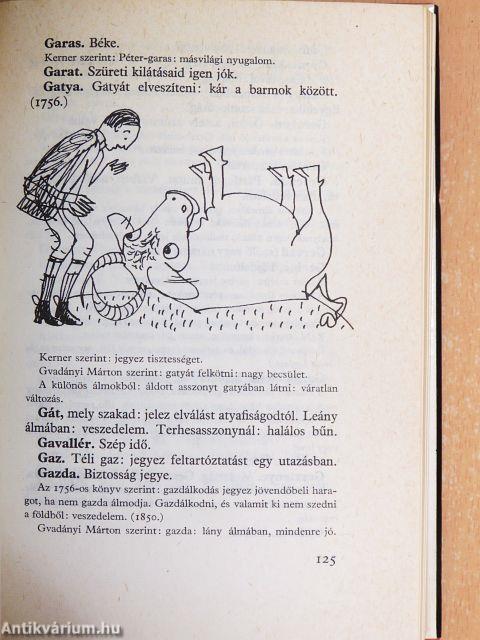 Garas. Béke.
Kerner szerint: Péter-garas: másvilági nyugalom.
Garat. Szüreti kilátásaid igen jók.
Gatya. Gatyát elveszíteni: kár a barmok között.
(1756.)
Kerner szerint: jegyez tisztességet.
Gvadányi Márton szerint: gatyát felkötni: nagy becsület.
A különös álmokból: áldott asszonyt gatyában látni: váratlan
változás.
Gát, mely szakad: jelez elválást atyafiságodtól. Leány
álmában: veszedelem. Terhesasszonynál: halálos bűn.
Gavallér. Szép idő.
Gaz. Téli gaz: jegyez feltartóztatást egy utazásban.
Gazda. Biztosság jegye.
Az 1756-os könyv szerint: gazdálkodás jegyez jövendőbeli hara-
got, ha nem gazda álmodja. Gazdálkodni, és valamit ki nem szedni
a földből: veszedelem. (1850.)
Gvadányi Márton szerint: gazda: lány álmában, mindenre jó.
125
Antikvárium.hu